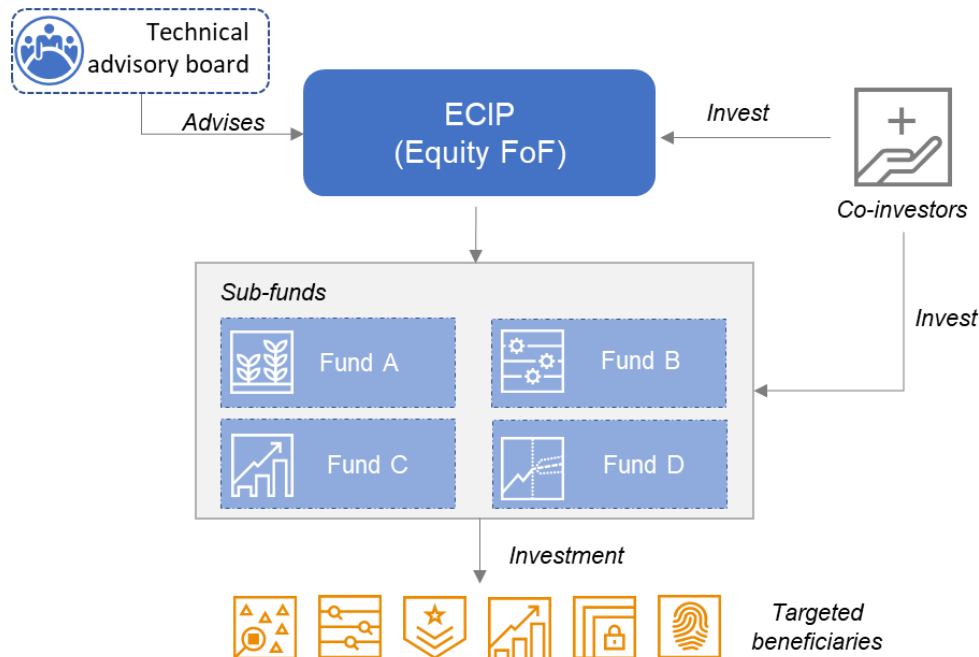 Technical
advisory board
Advises
ECIP
(Equity FoF)
Invest
Co-investors
Invest
Sub-funds
Fund A
Fund B
Fund C
Fund D
Investment
Targeted
beneficiaries